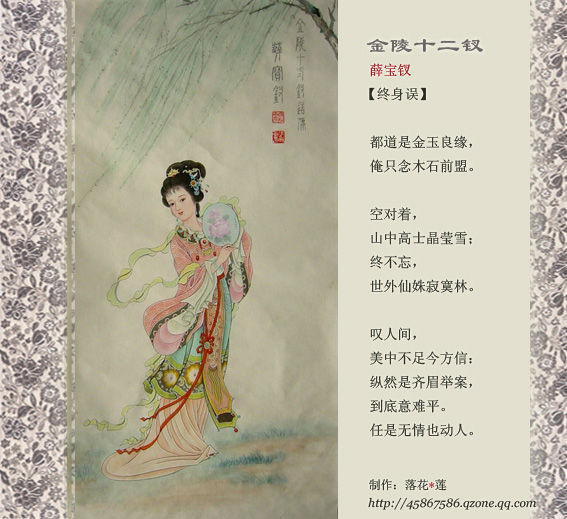 金陵十二钗
薛宝钗
【终身误】
都道是金玉良缘，
俺只念木石前盟。
空对着，
山中高士晶莹雪；
终不忘，
世外仙姝寂寞林。
叹人间，
美中不足今方信：
纵然是齐眉举案，
到底意难平。
任是无情也动人。
制作：落花*莲
http://45867586.qzone.qq.com/
金陵十二釵
薛寶釵